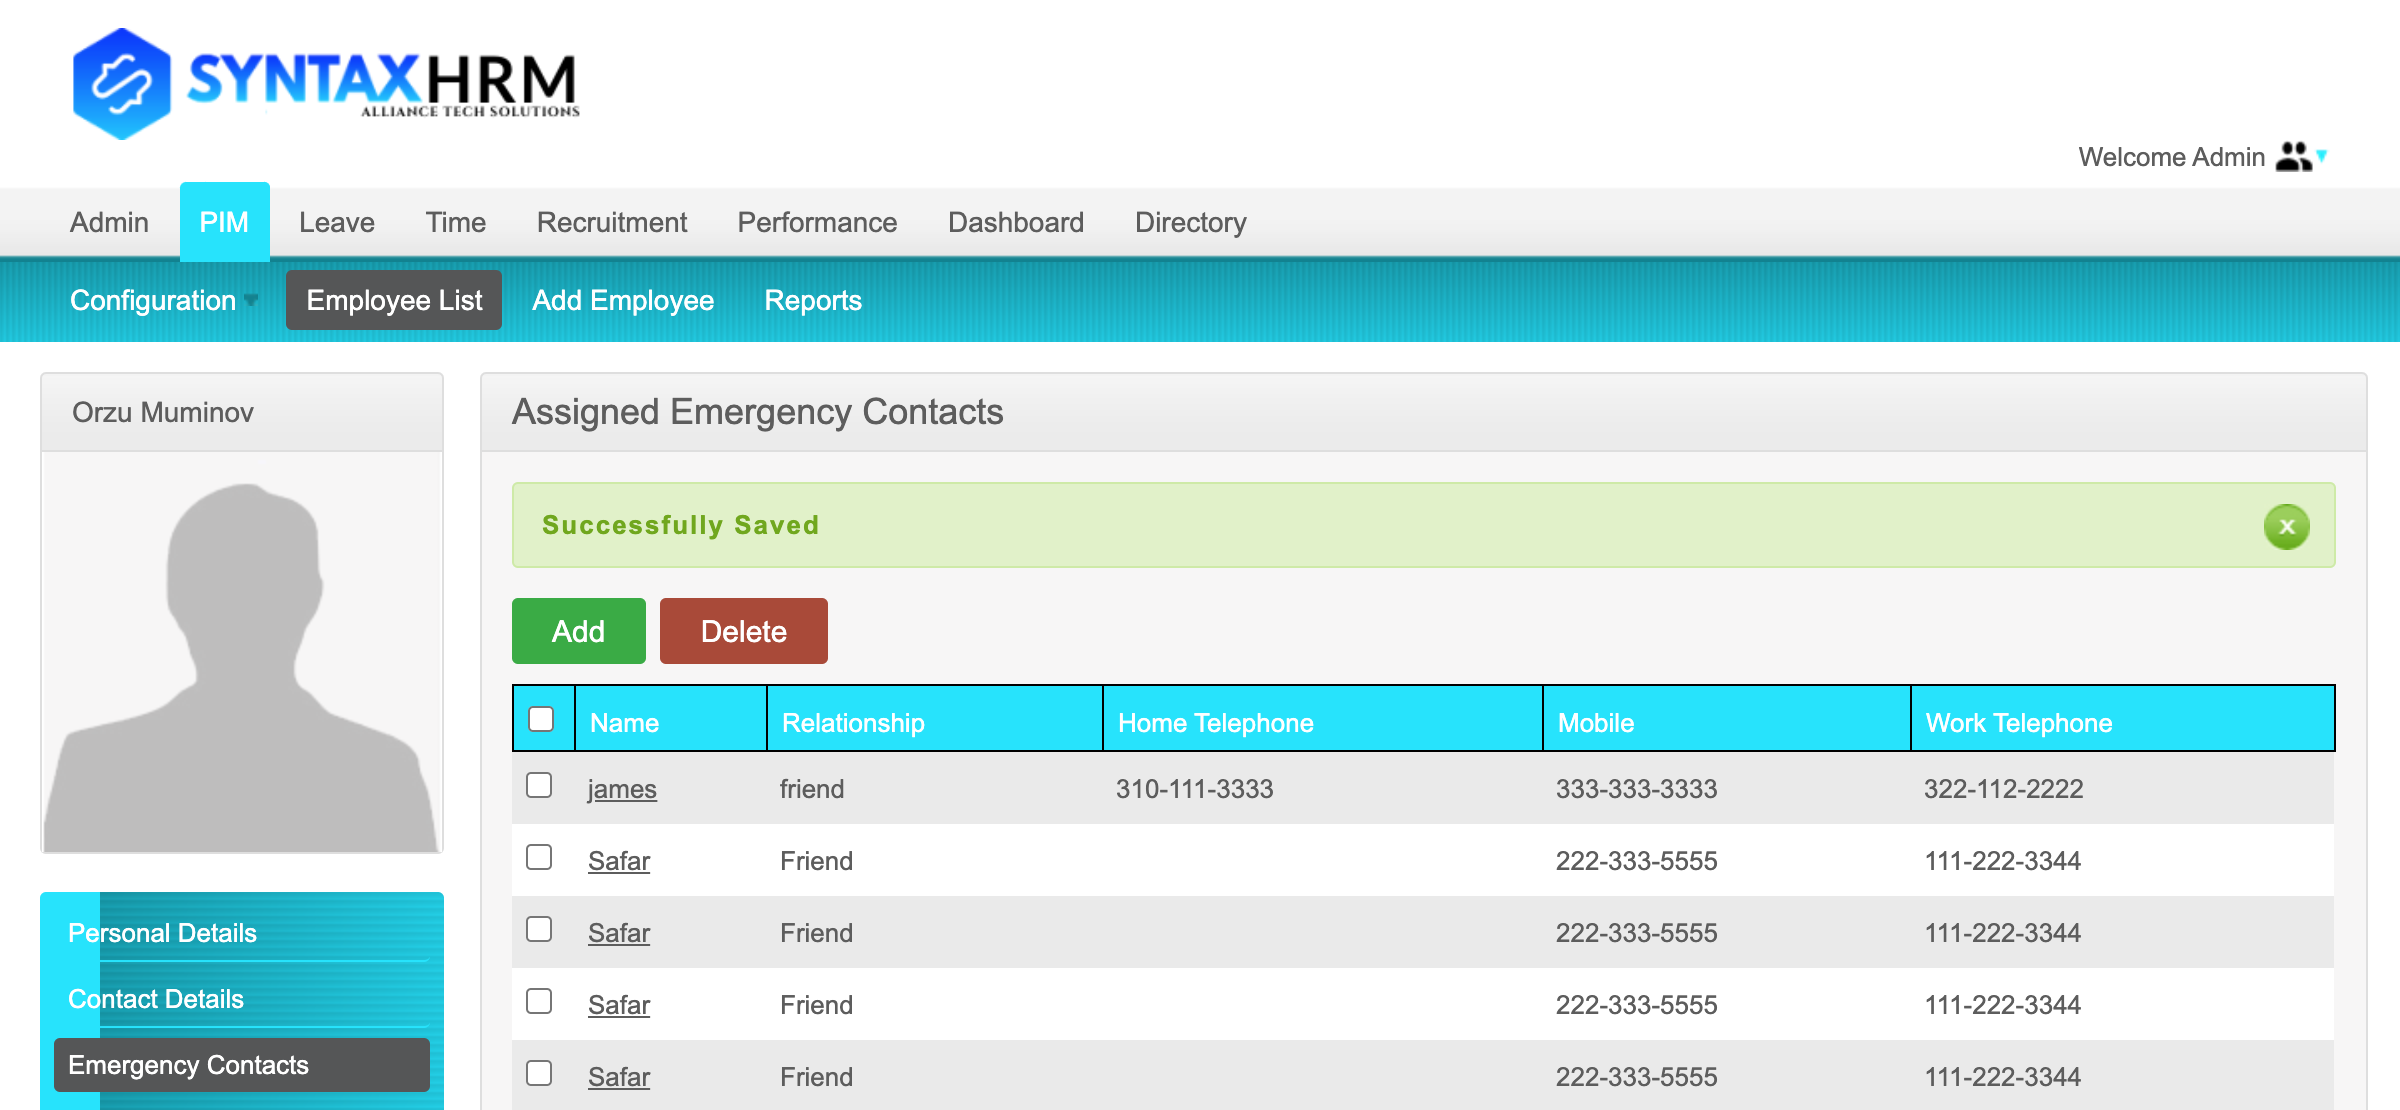 SYNTAXHRM
ALLIANCE TECH SOLUTIONS
Welcome Admin
Admin PIM Leave Time Recruitment Performance Dashboard Directory
Configuration Employee List Add Employee Reports
Orzu Muminov
Assigned Emergency Contacts
Successfully Saved
x
Add Delete
Name Relationship Home Telephone Mobile Work Telephone
james friend 310-111-3333 333-333-3333 322-112-2222
Safar Friend 222-333-5555 111-222-3344
Safar Friend 222-333-5555 111-222-3344
Safar Friend 222-333-5555 111-222-3344
Safar Friend 222-333-5555 111-222-3344
Personal Details
Contact Details
Emergency Contacts